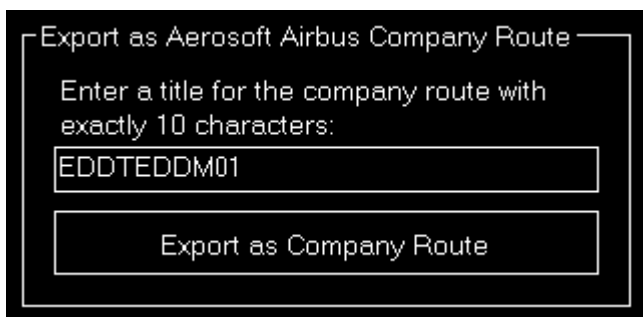 Export as Aerosoft Airbus Company Route
Enter a title for the company route with
exactly 10 characters:
EDDTEDDM01
Export as Company Route